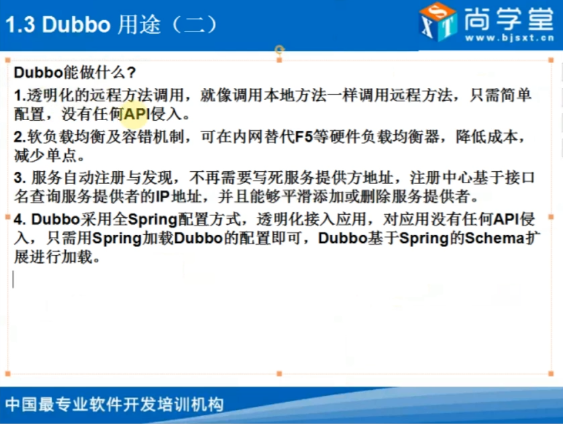 1.3 Dubbo 用途（二）
尚学堂
SXT
www.bjsxt.cn
Dubbo能做什么?
1.透明化的远程方法调用，就像调用本地方法一样调用远程方法，只需简单
配置，没有任何API侵入。
2.软负载均衡及容错机制，可在内网替代F5等硬件负载均衡器，降低成本，
减少单点。
3. 服务自动注册与发现，不再需要写死服务提供方地址，注册中心基于接口
名查询服务提供者的IP地址，并且能够平滑添加或删除服务提供者。
4. Dubbo采用全Spring配置方式，透明化接入应用，对应用没有任何API侵
入，只需用Spring加载Dubbo的配置即可，Dubbo基于Spring的Schema扩
展进行加载。
中国最专业软件开发培训机构